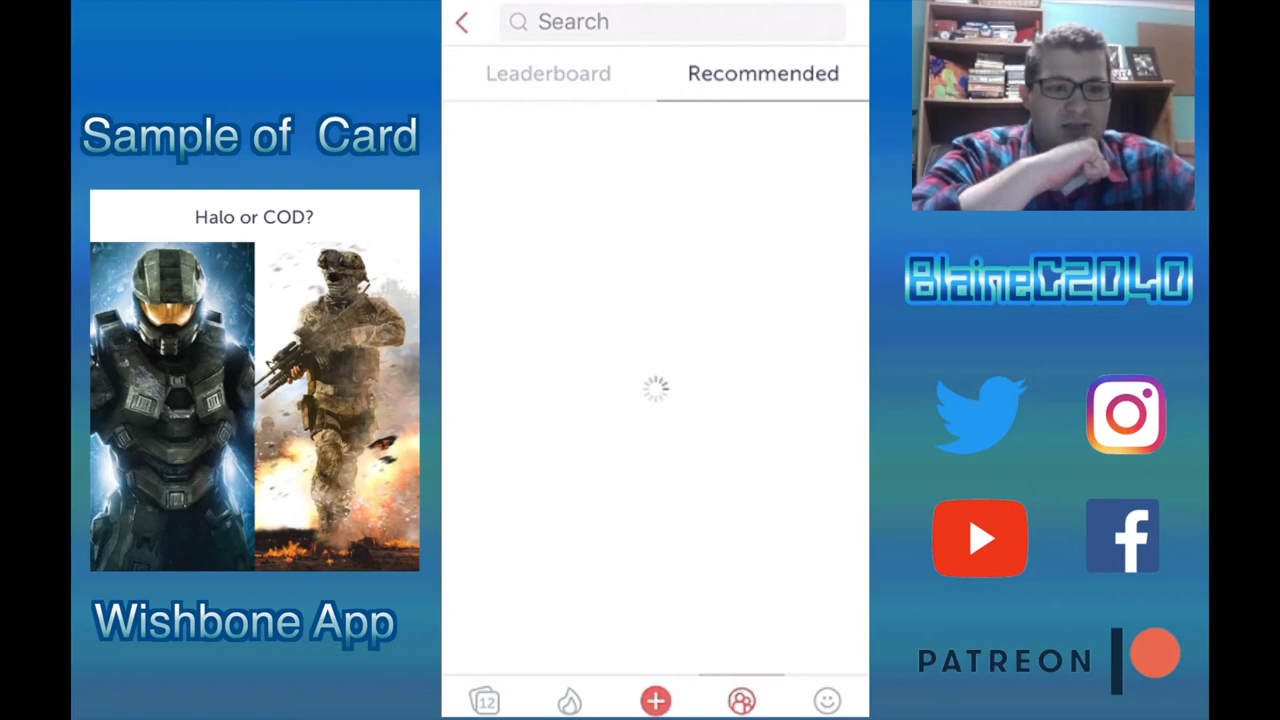 Sample of Card
Halo or COD?
Wishbone App
Search
Leaderboard
Recommended
12
BlaineC2040
PATREON